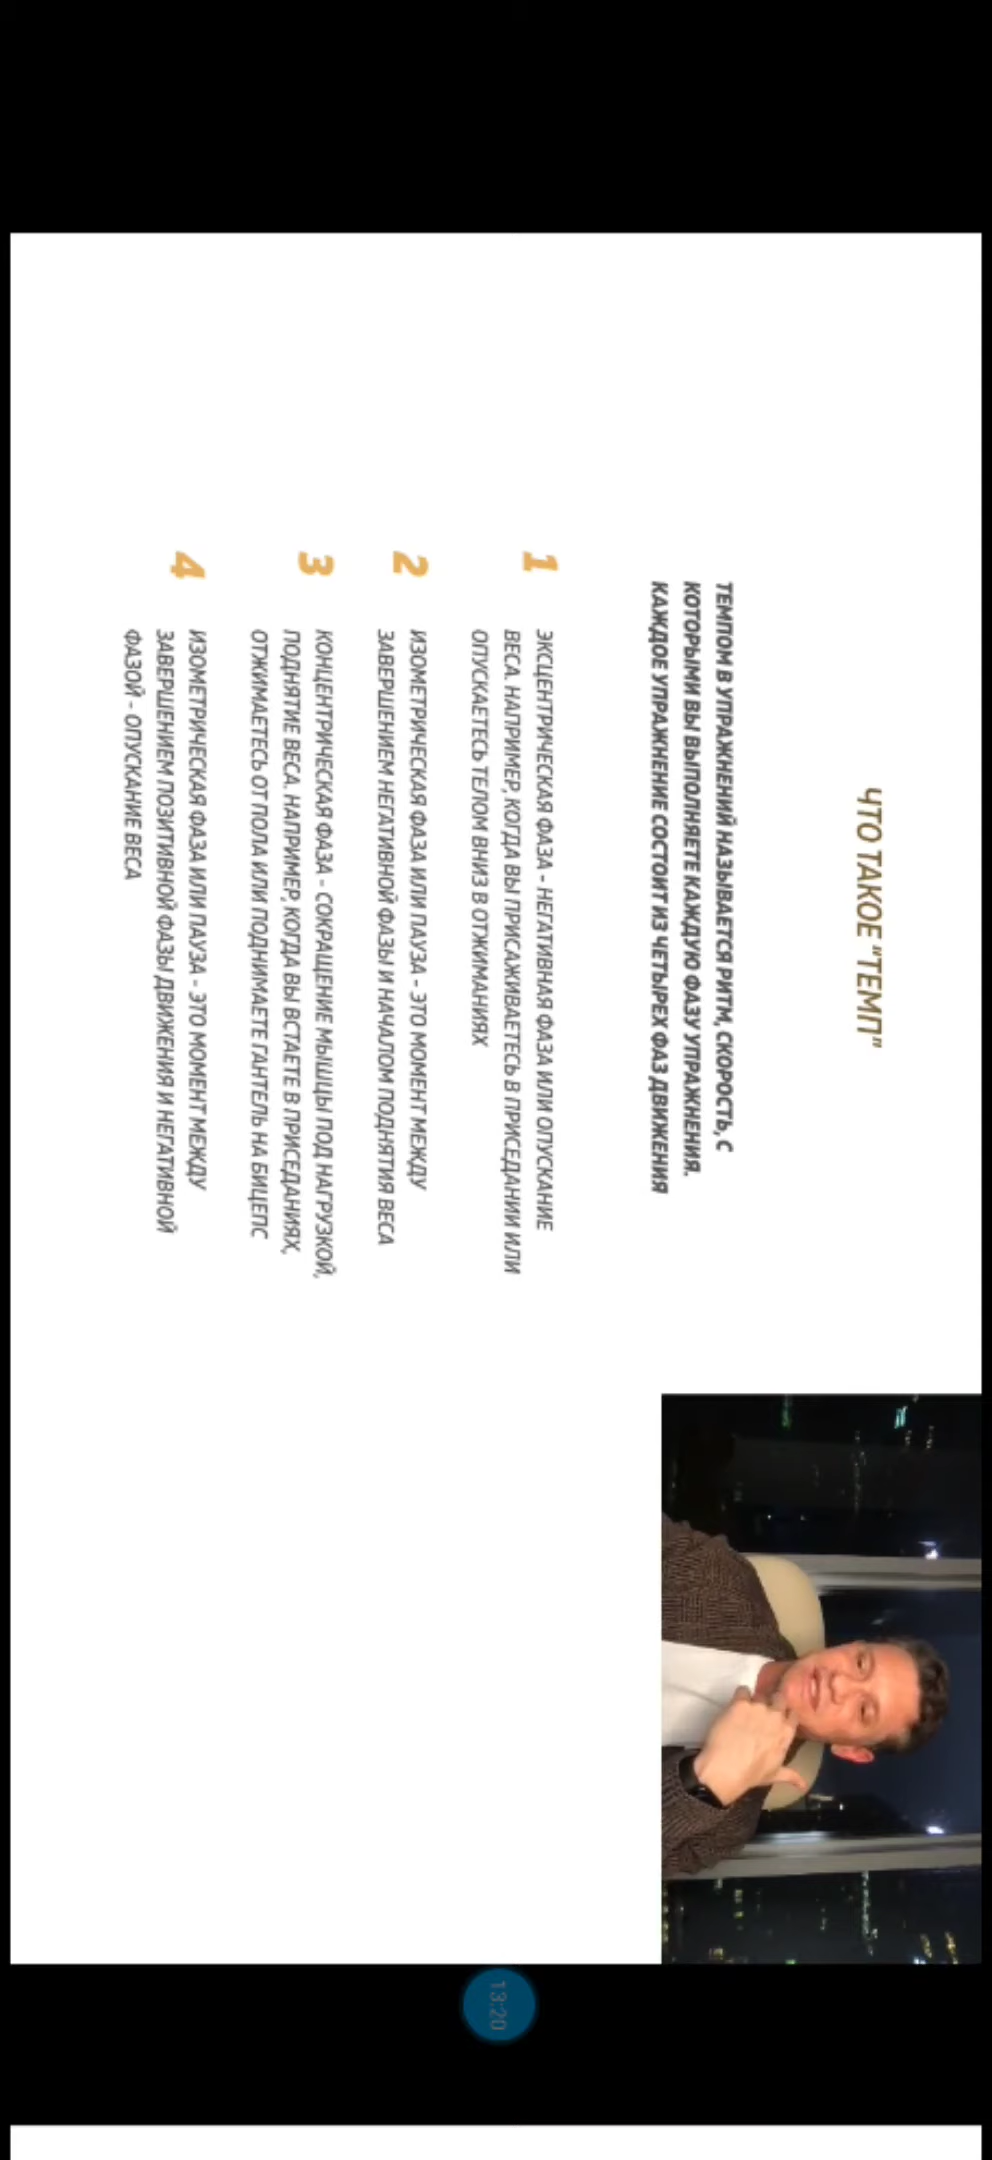 ЧТО ТАКОЕ "ТЕМП"
ТЕМПОМ В УПРАЖНЕНИЙ НАЗЫВАЕТСЯ РИТМ, СКОРОСТЬ, С
КОТОРЫМИ ВЫ ВЫПОЛНЯЕТЕ КАЖДУЮ ФАЗУ УПРАЖНЕНИЯ.
КАЖДОЕ УПРАЖНЕНИЕ СОСТОИТ ИЗ ЧЕТЫРЕХ ФАЗ ДВИЖЕНИЯ
1 ЭКСЦЕНТРИЧЕСКАЯ ФАЗА - НЕГАТИВНАЯ ФАЗА ИЛИ ОПУСКАНИЕ
ВЕСА. НАПРИМЕР, КОГДА ВЫ ПРИСАЖИВАЕТЕСЬ В ПРИСЕДАНИИ ИЛИ
ОПУСКАЕТЕСЬ ТЕЛОМ ВНИЗ В ОТЖИМАНИЯХ
2 ИЗОМЕТРИЧЕСКАЯ ФАЗА ИЛИ ПАУЗА - ЭТО МОМЕНТ МЕЖДУ
ЗАВЕРШЕНИЕМ НЕГАТИВНОЙ ФАЗЫ И НАЧАЛОМ ПОДНЯТИЯ ВЕСА
3 КОНЦЕНТРИЧЕСКАЯ ФАЗА - СОКРАЩЕНИЕ МЫШЦЫ ПОД НАГРУЗКОЙ,
ПОДНЯТИЕ ВЕСА. НАПРИМЕР, КОГДА ВЫ ВСТАЕТЕ В ПРИСЕДАНИЯХ,
ОТЖИМАЕТЕСЬ ОТ ПОЛА ИЛИ ПОДНИМАЕТЕ ГАНТЕЛЬ НА БИЦЕПС
4 ИЗОМЕТРИЧЕСКАЯ ФАЗА ИЛИ ПАУЗА - ЭТО МОМЕНТ МЕЖДУ
ЗАВЕРШЕНИЕМ ПОЗИТИВНОЙ ФАЗЫ ДВИЖЕНИЯ И НЕГАТИВНОЙ
ФАЗОЙ - ОПУСКАНИЕ ВЕСА
13:20